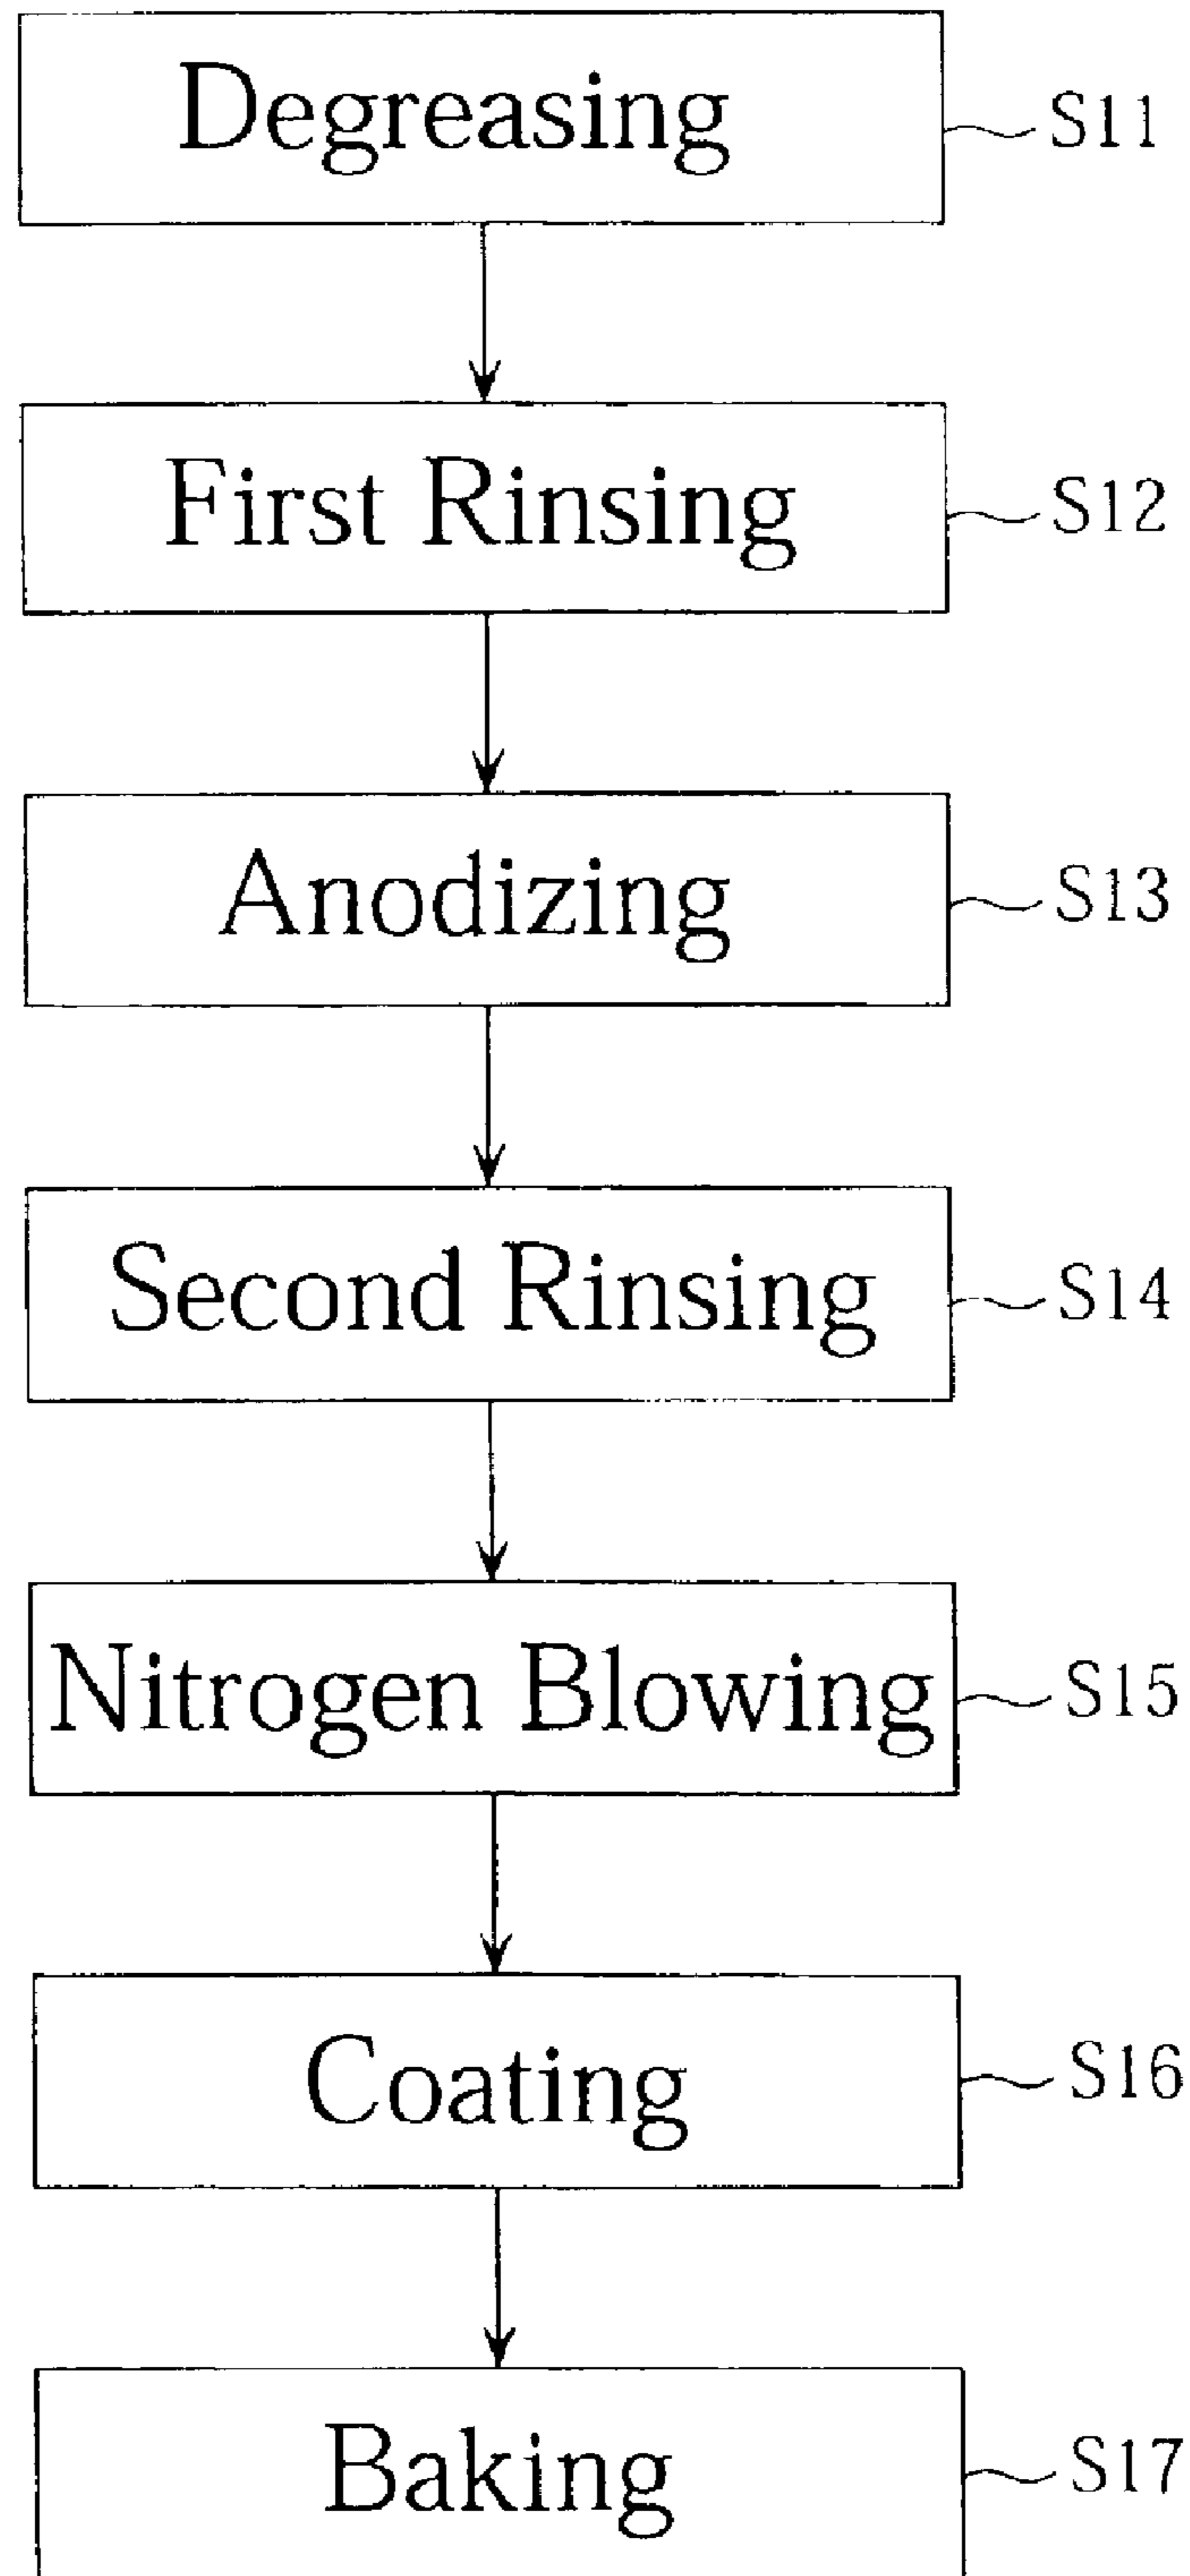 Degreasing S11
First Rinsing S12
Anodizing S13
Second Rinsing S14
Nitrogen Blowing S15
Coating S16
Baking S17